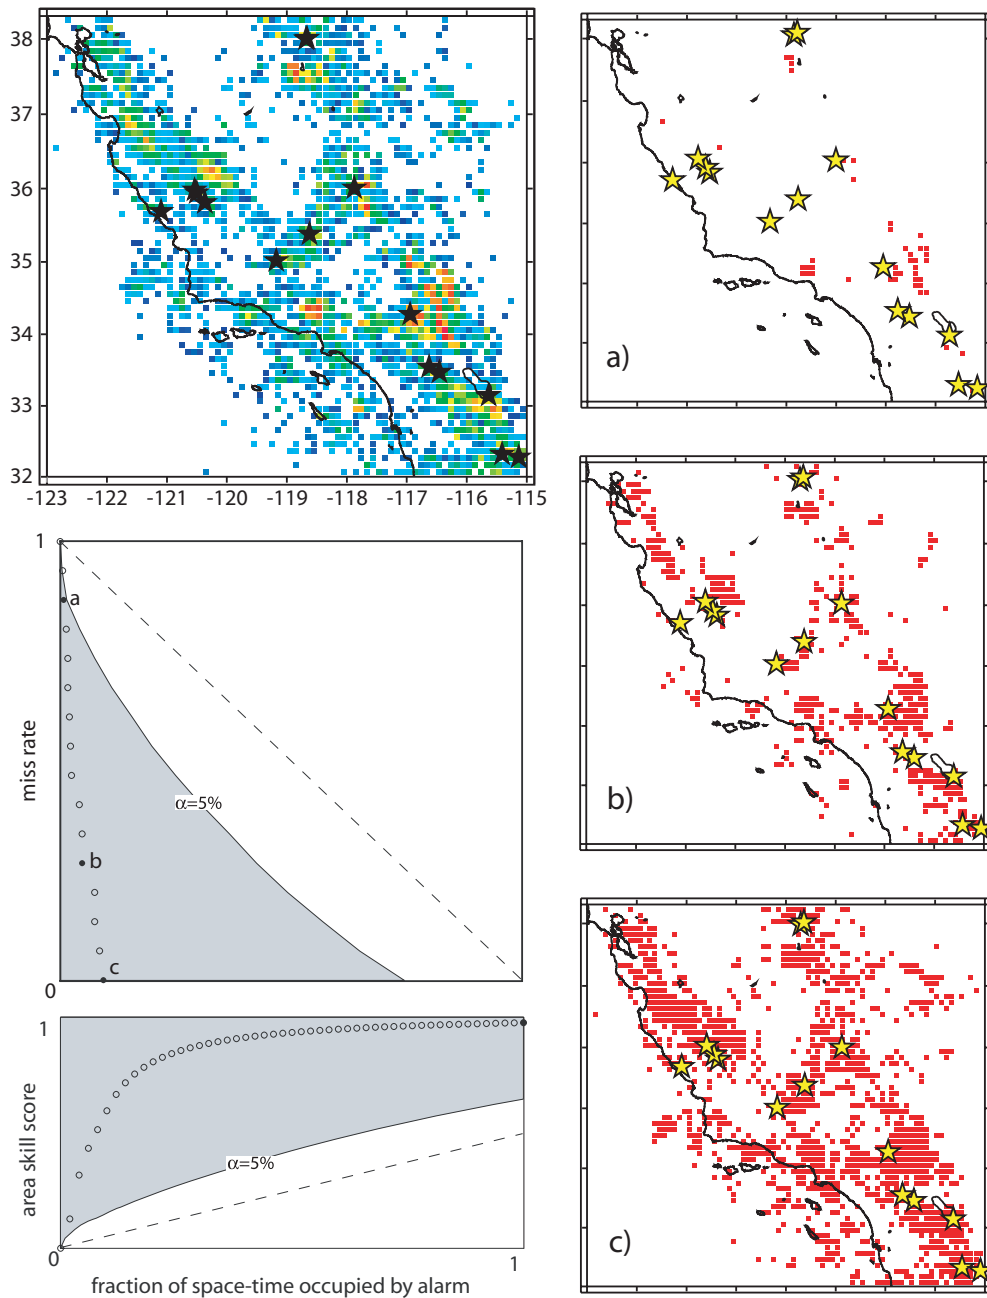 38
37
36
35
34
33
32
-123
-122
-121
-120
-119
-118
-117
-116
-115
a)
b)
c)
1
miss rate
a
α=5%
b
c
0
1
area skill score
α=5%
0
1
fraction of space-time occupied by alarm